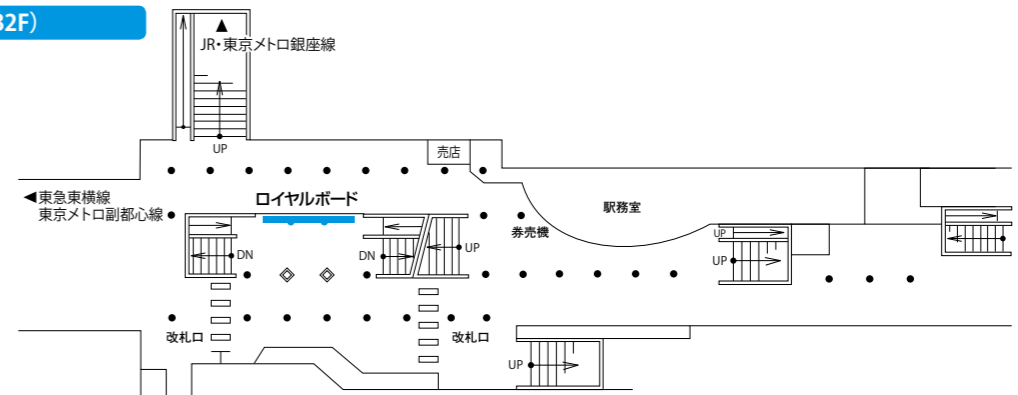 B2F）
JR・東京メトロ銀座線
UP
売店
◀東急東横線
東京メトロ副都心線
ロイヤルボード
駅務室
券売機
DN
DN
UP
UP
UP
改札口
改札口
UP